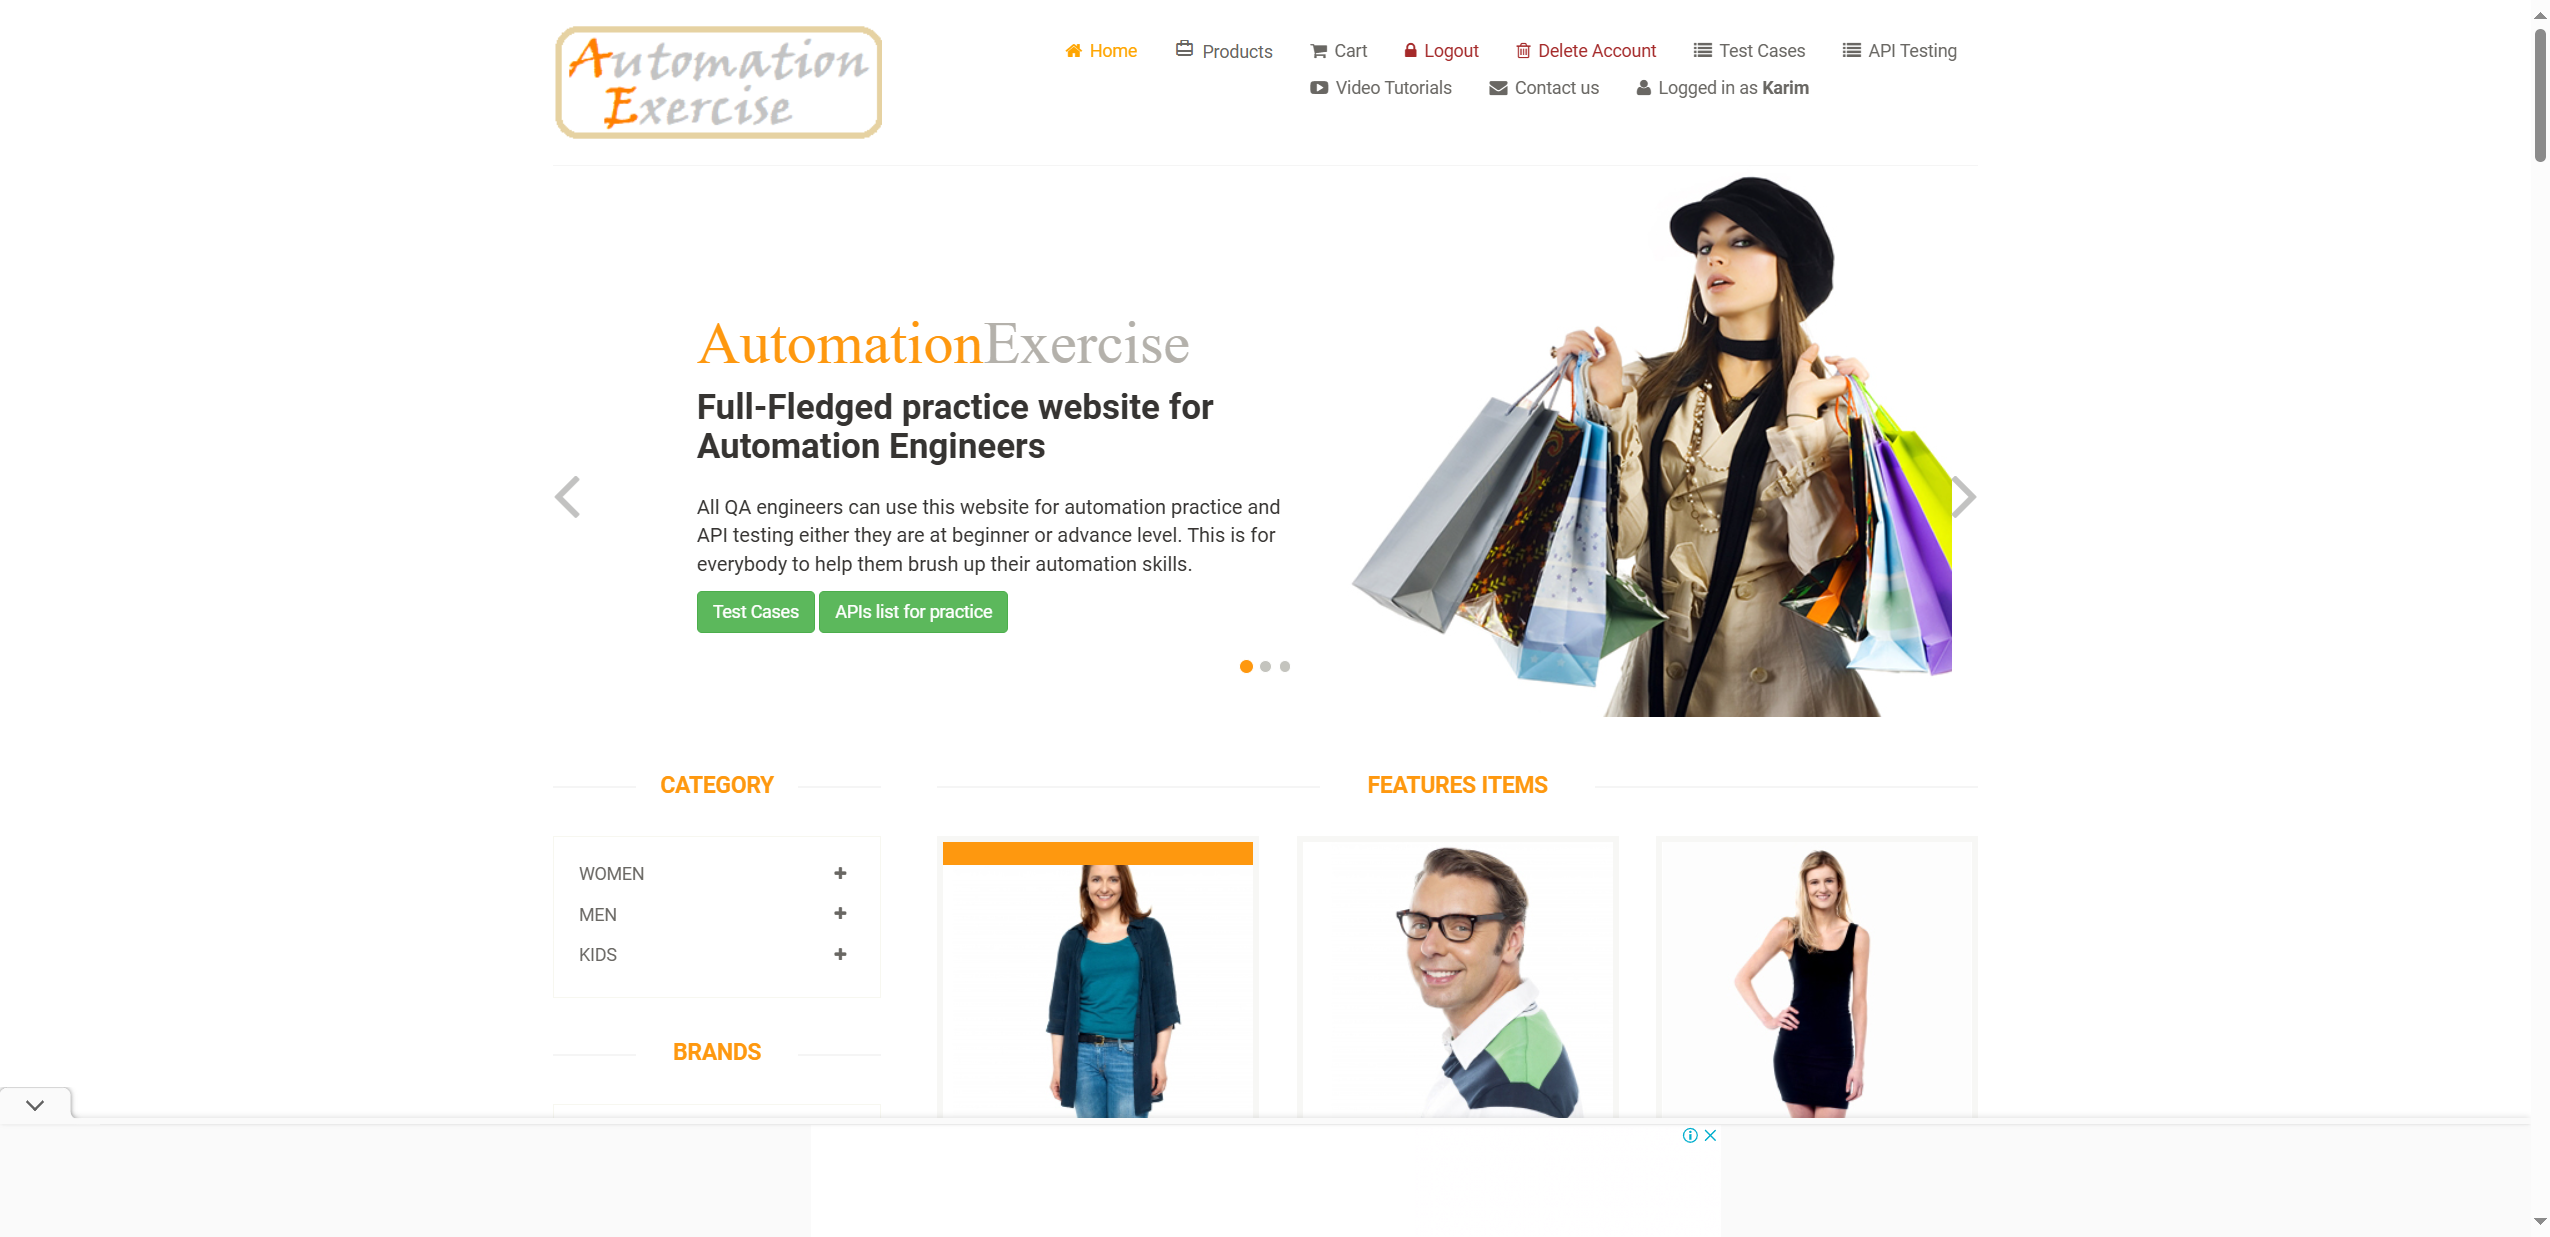 Automation
Exercise
Home Products Cart Logout Delete Account Test Cases API Testing
Video Tutorials Contact us Logged in as Karim
AutomationExercise
Full-Fledged practice website for
Automation Engineers
All QA engineers can use this website for automation practice and
API testing either they are at beginner or advance level. This is for
everybody to help them brush up their automation skills.
Test Cases APIs list for practice
CATEGORY
WOMEN
MEN
KIDS
BRANDS
FEATURES ITEMS